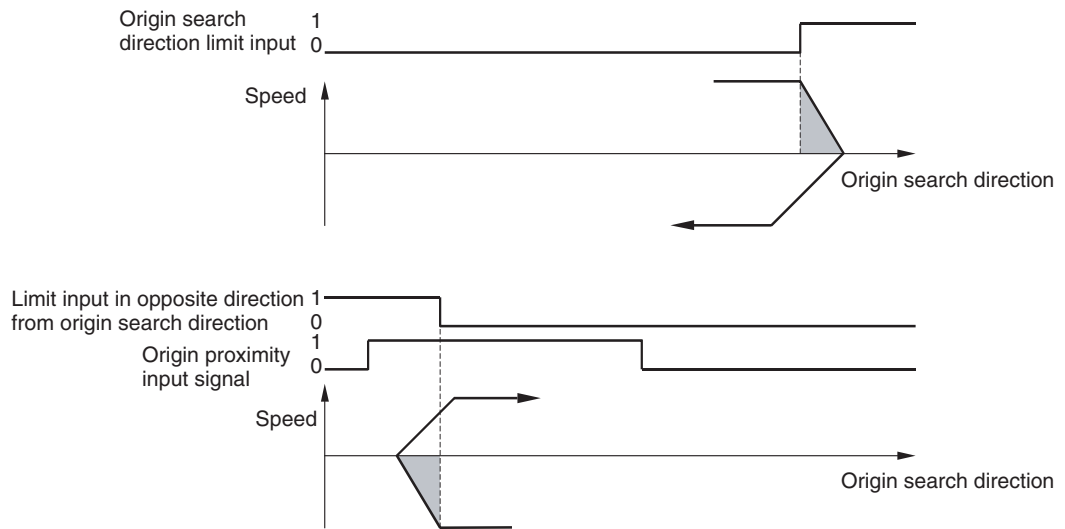 Origin search
direction limit input
1
0
Speed
Origin search direction
Limit input in opposite direction
from origin search direction
1
0
Origin proximity
input signal
1
0
Speed
Origin search direction